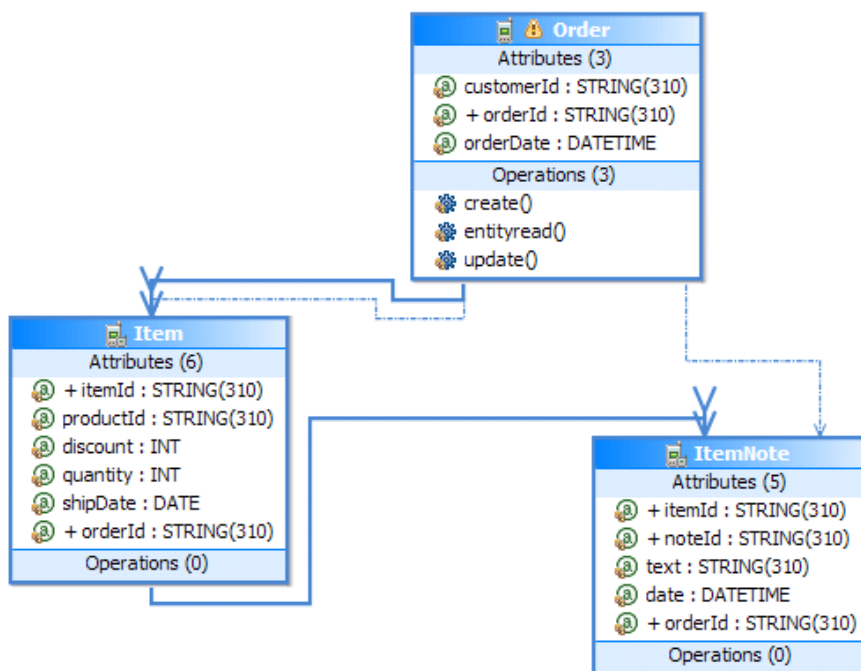 Order
Attributes (3)
customerId : STRING(310)
+ orderId : STRING(310)
orderDate : DATETIME
Operations (3)
create()
entityread()
update()
Item
Attributes (6)
+ itemId : STRING(310)
productId : STRING(310)
discount : INT
quantity : INT
shipDate : DATE
+ orderId : STRING(310)
Operations (0)
ItemNote
Attributes (5)
+ itemId : STRING(310)
+ noteId : STRING(310)
text : STRING(310)
date : DATETIME
+ orderId : STRING(310)
Operations (0)